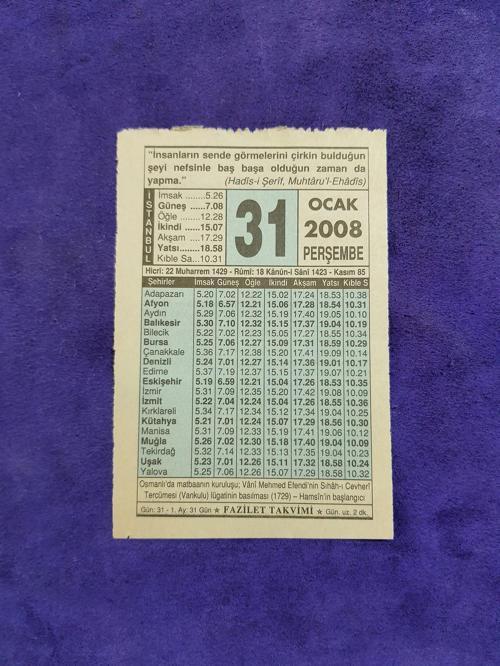 "İnsanların sende görmelerini çirkin bulduğun
şeyi nefsinle baş başa olduğun zaman da
yapma." (Hadîs-i Şerîf, Muhtâru'l-Ehâdîs)
İSTANBUL
İmsak ......5.26
Güneş ......7.08
Öğle ......12.28
İkindi ......15.07
Akşam ....17.29
Yatsı.......18.58
Kıble Sa...10.31
31
OCAK
2008
PERŞEMBE
Hicrî: 22 Muharrem 1429 - Rûmî: 18 Kânûn-i Sânî 1423 - Kasım 85
Şehirler İmsak Güneş Öğle İkindi Akşam Yatsı Kıble S
Adapazarı 5.20 7.02 12.22 15.02 17.24 18.53 10.38
Afyon 5.18 6.57 12.21 15.06 17.28 18.54 10.31
Aydın 5.29 7.06 12.32 15.19 17.40 19.05 10.10
Balıkesir 5.30 7.10 12.32 15.15 17.37 19.04 10.19
Bilecik 5.22 7.02 12.23 15.05 17.27 18.55 10.34
Bursa 5.25 7.06 12.27 15.09 17.31 18.59 10.29
Çanakkale 5.36 7.17 12.38 15.20 17.41 19.09 10.14
Denizli 5.24 7.01 12.27 15.14 17.36 19.01 10.17
Edirne 5.37 7.19 12.37 15.15 17.37 19.07 10.21
Eskişehir 5.19 6.59 12.21 15.04 17.26 18.53 10.35
İzmir 5.31 7.09 12.35 15.20 17.42 19.08 10.09
İzmit 5.22 7.04 12.24 15.04 17.26 18.55 10.36
Kırklareli 5.34 7.17 12.34 15.12 17.34 19.04 10.25
Kütahya 5.21 7.01 12.24 15.07 17.29 18.56 10.30
Manisa 5.31 7.09 12.33 15.19 17.41 19.06 10.12
Muğla 5.26 7.02 12.30 15.18 17.40 19.04 10.09
Tekirdağ 5.32 7.14 12.33 15.13 17.35 19.04 10.23
Uşak 5.23 7.01 12.26 15.11 17.32 18.58 10.24
Yalova 5.25 7.06 12.26 15.07 17.29 18.58 10.32
Osmanlı'da matbaanın kuruluşu; Vânî Mehmed Efendi'nin Sıhâh-ı Cevherî
Tercümesi (Vankulu) lügatinin basılması (1729) – Hamsîn'in başlangıcı
Gün: 31 - 1. Ay: 31 Gün ★ FAZİLET TAKVİMİ ★ Gün. uz. 2 dk.